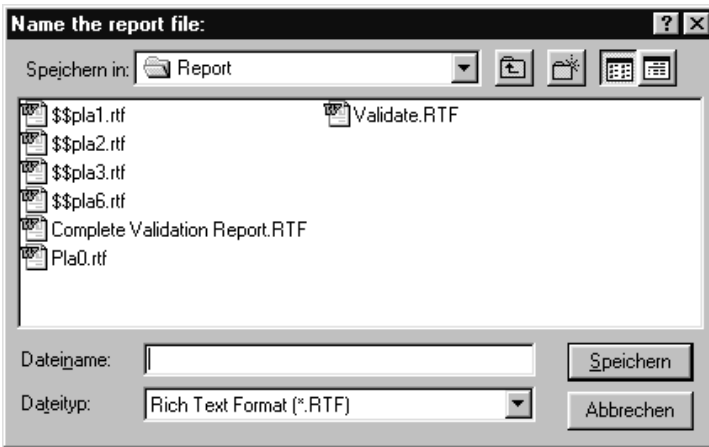 Name the report file:
Speichern in: Report
$$pla1.rtf Validate.RTF
$$pla2.rtf
$$pla3.rtf
$$pla6.rtf
Complete Validation Report.RTF
Pla0.rtf
Dateiname: Speichern
Dateityp: Rich Text Format (*.RTF) Abbrechen